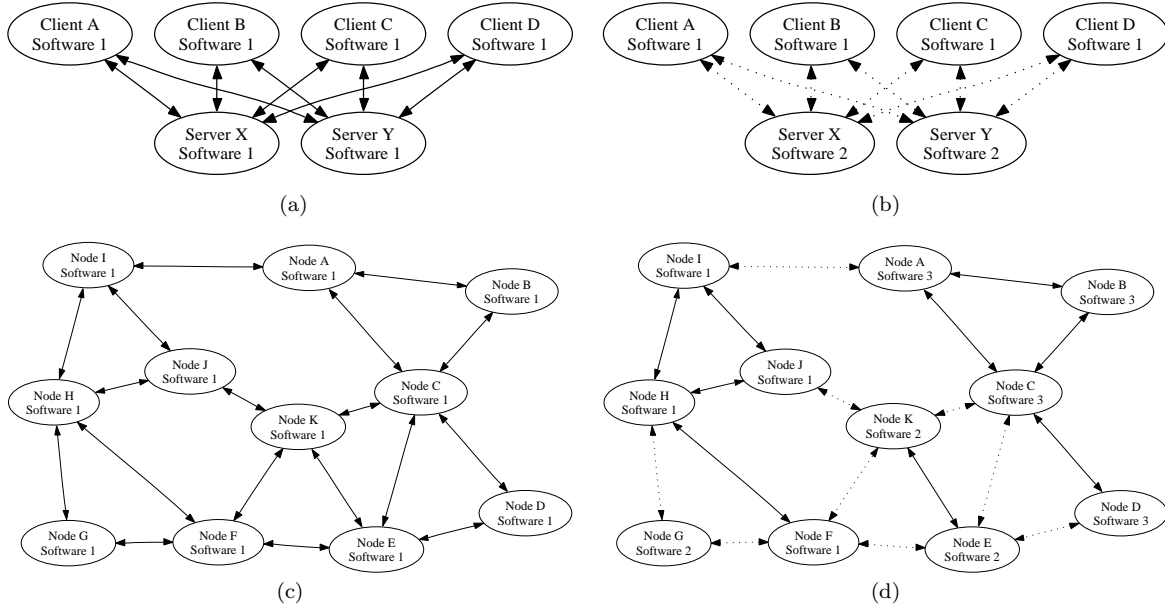 Client A
Software 1
Client B
Software 1
Client C
Software 1
Client D
Software 1
Server X
Software 1
Server Y
Software 1
(a)
Client A
Software 1
Client B
Software 1
Client C
Software 1
Client D
Software 1
Server X
Software 2
Server Y
Software 2
(b)
Node I
Software 1
Node A
Software 1
Node B
Software 1
Node J
Software 1
Node H
Software 1
Node C
Software 1
Node K
Software 1
Node D
Software 1
Node G
Software 1
Node F
Software 1
Node E
Software 1
(c)
Node I
Software 1
Node A
Software 3
Node B
Software 3
Node J
Software 1
Node H
Software 1
Node C
Software 3
Node K
Software 2
Node D
Software 3
Node G
Software 2
Node F
Software 1
Node E
Software 2
(d)